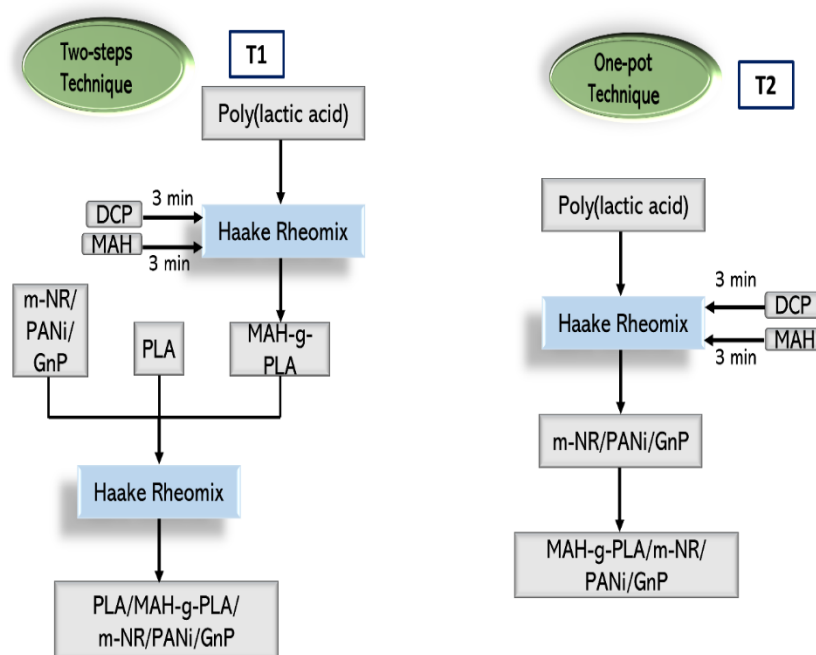 Two-steps
Technique
T1
Poly(lactic acid)
3 min
DCP
MAH
3 min
Haake Rheomix
m-NR/
PANi/
GnP
PLA
MAH-g-
PLA
Haake Rheomix
PLA/MAH-g-PLA/
m-NR/PANi/GnP
One-pot
Technique
T2
Poly(lactic acid)
3 min
Haake Rheomix
DCP
MAH
3 min
m-NR/PANi/GnP
MAH-g-PLA/m-NR/
PANi/GnP